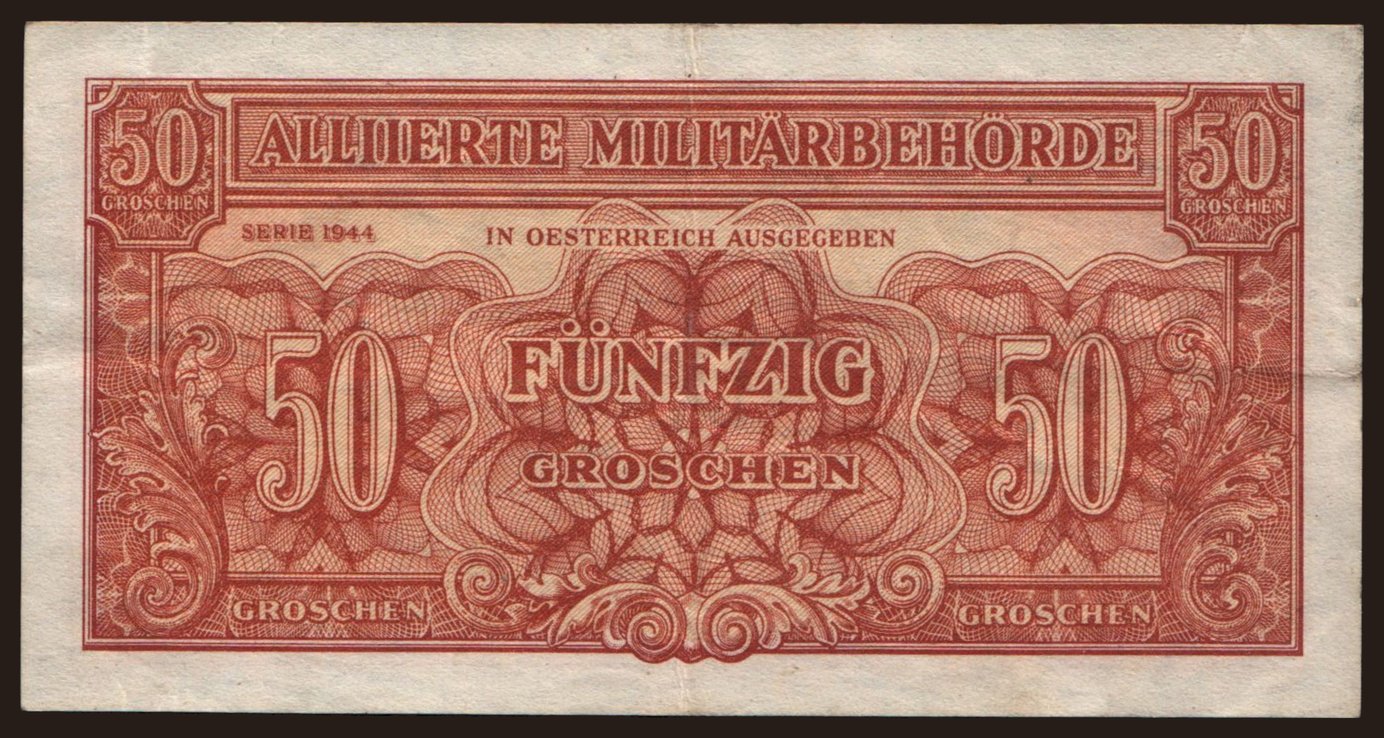 50 ALLIIERTE MILITÄRBEHÖRDE 50
GROSCHEN GROSCHEN
SERIE 1944 IN OESTERREICH AUSGEGEBEN
50 FÜNFZIG 50
GROSCHEN
GROSCHEN GROSCHEN